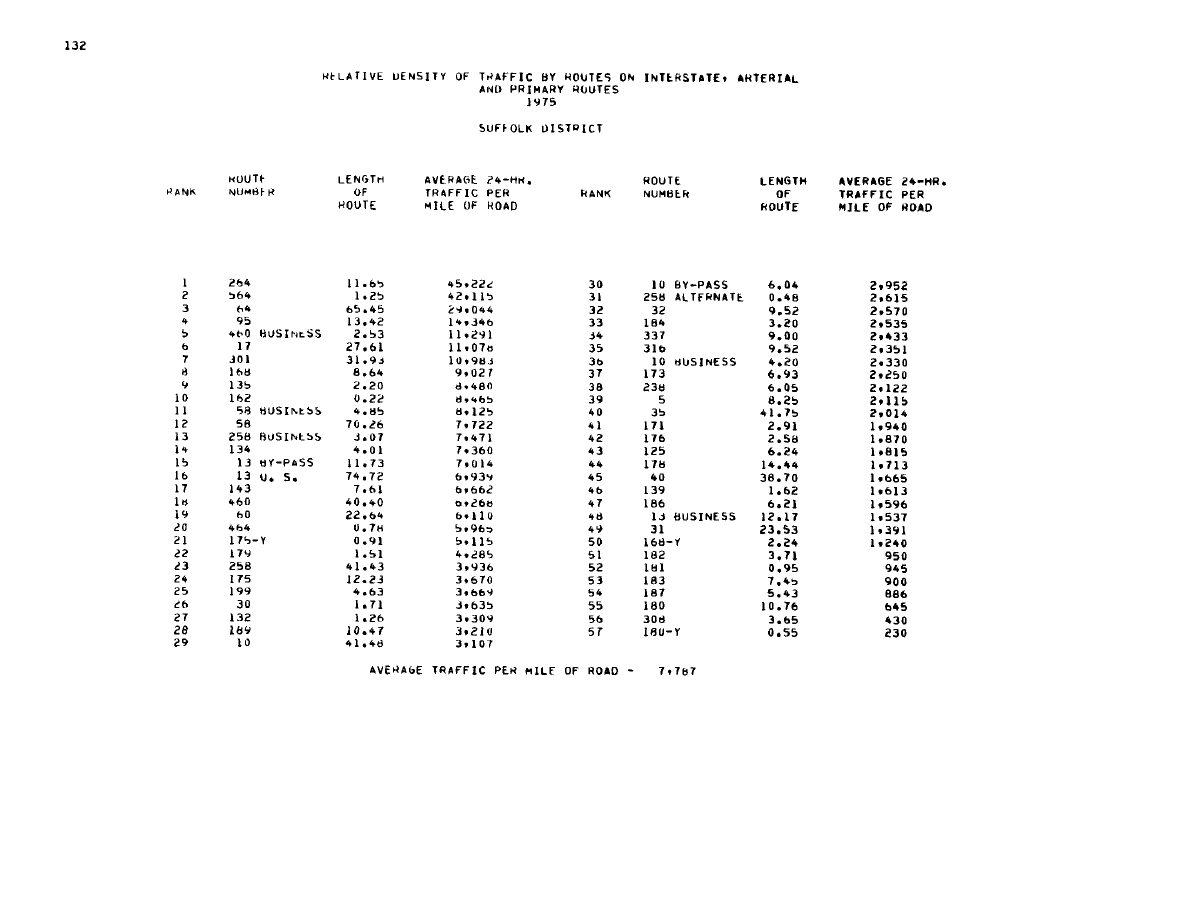 132
RELATIVE DENSITY OF TRAFFIC BY ROUTES ON INTERSTATE, ARTERIAL
AND PRIMARY ROUTES
1975
SUFFOLK DISTRICT
ROUTE LENGTH AVERAGE 24-HR. ROUTE LENGTH AVERAGE 24-HR.
RANK NUMBER OF TRAFFIC PER RANK NUMBER OF TRAFFIC PER
ROUTE MILE OF ROAD ROUTE MILE OF ROAD
1 264 11.65 45,222 30 10 BY-PASS 6.04 2,952
2 564 1.25 42,115 31 258 ALTERNATE 0.48 2,615
3 64 65.45 29,044 32 32 9.52 2,570
4 95 13.42 14,346 33 184 3.20 2,535
5 460 BUSINESS 2.53 11,291 34 337 9.00 2,433
6 17 27.61 11,078 35 316 9.52 2,351
7 301 31.93 10,983 36 10 BUSINESS 4.20 2,330
8 168 8.64 9,027 37 173 6.93 2,250
9 135 2.20 8,480 38 238 6.05 2,122
10 162 0.22 8,465 39 5 8.25 2,115
11 58 BUSINESS 4.85 8,125 40 35 41.75 2,014
12 58 70.26 7,722 41 171 2.91 1,940
13 258 BUSINESS 3.07 7,471 42 176 2.58 1,870
14 134 4.01 7,360 43 125 6.24 1,815
15 13 BY-PASS 11.73 7,014 44 178 14.44 1,713
16 13 U. S. 74.72 6,939 45 40 38.70 1,665
17 143 7.61 6,662 46 139 1.62 1,613
18 460 40.40 6,268 47 186 6.21 1,596
19 60 22.64 6,110 48 13 BUSINESS 12.17 1,537
20 464 0.78 5,965 49 31 23.53 1,391
21 175-Y 0.91 5,115 50 168-Y 2.24 1,240
22 179 1.51 4,285 51 182 3.71 950
23 258 41.43 3,936 52 181 0.95 945
24 175 12.23 3,670 53 183 7.45 900
25 199 4.63 3,669 54 187 5.43 886
26 30 1.71 3,635 55 180 10.76 645
27 132 1.26 3,309 56 308 3.65 430
28 189 10.47 3,210 57 180-Y 0.55 230
29 10 41.48 3,107
AVERAGE TRAFFIC PER MILE OF ROAD - 7,787